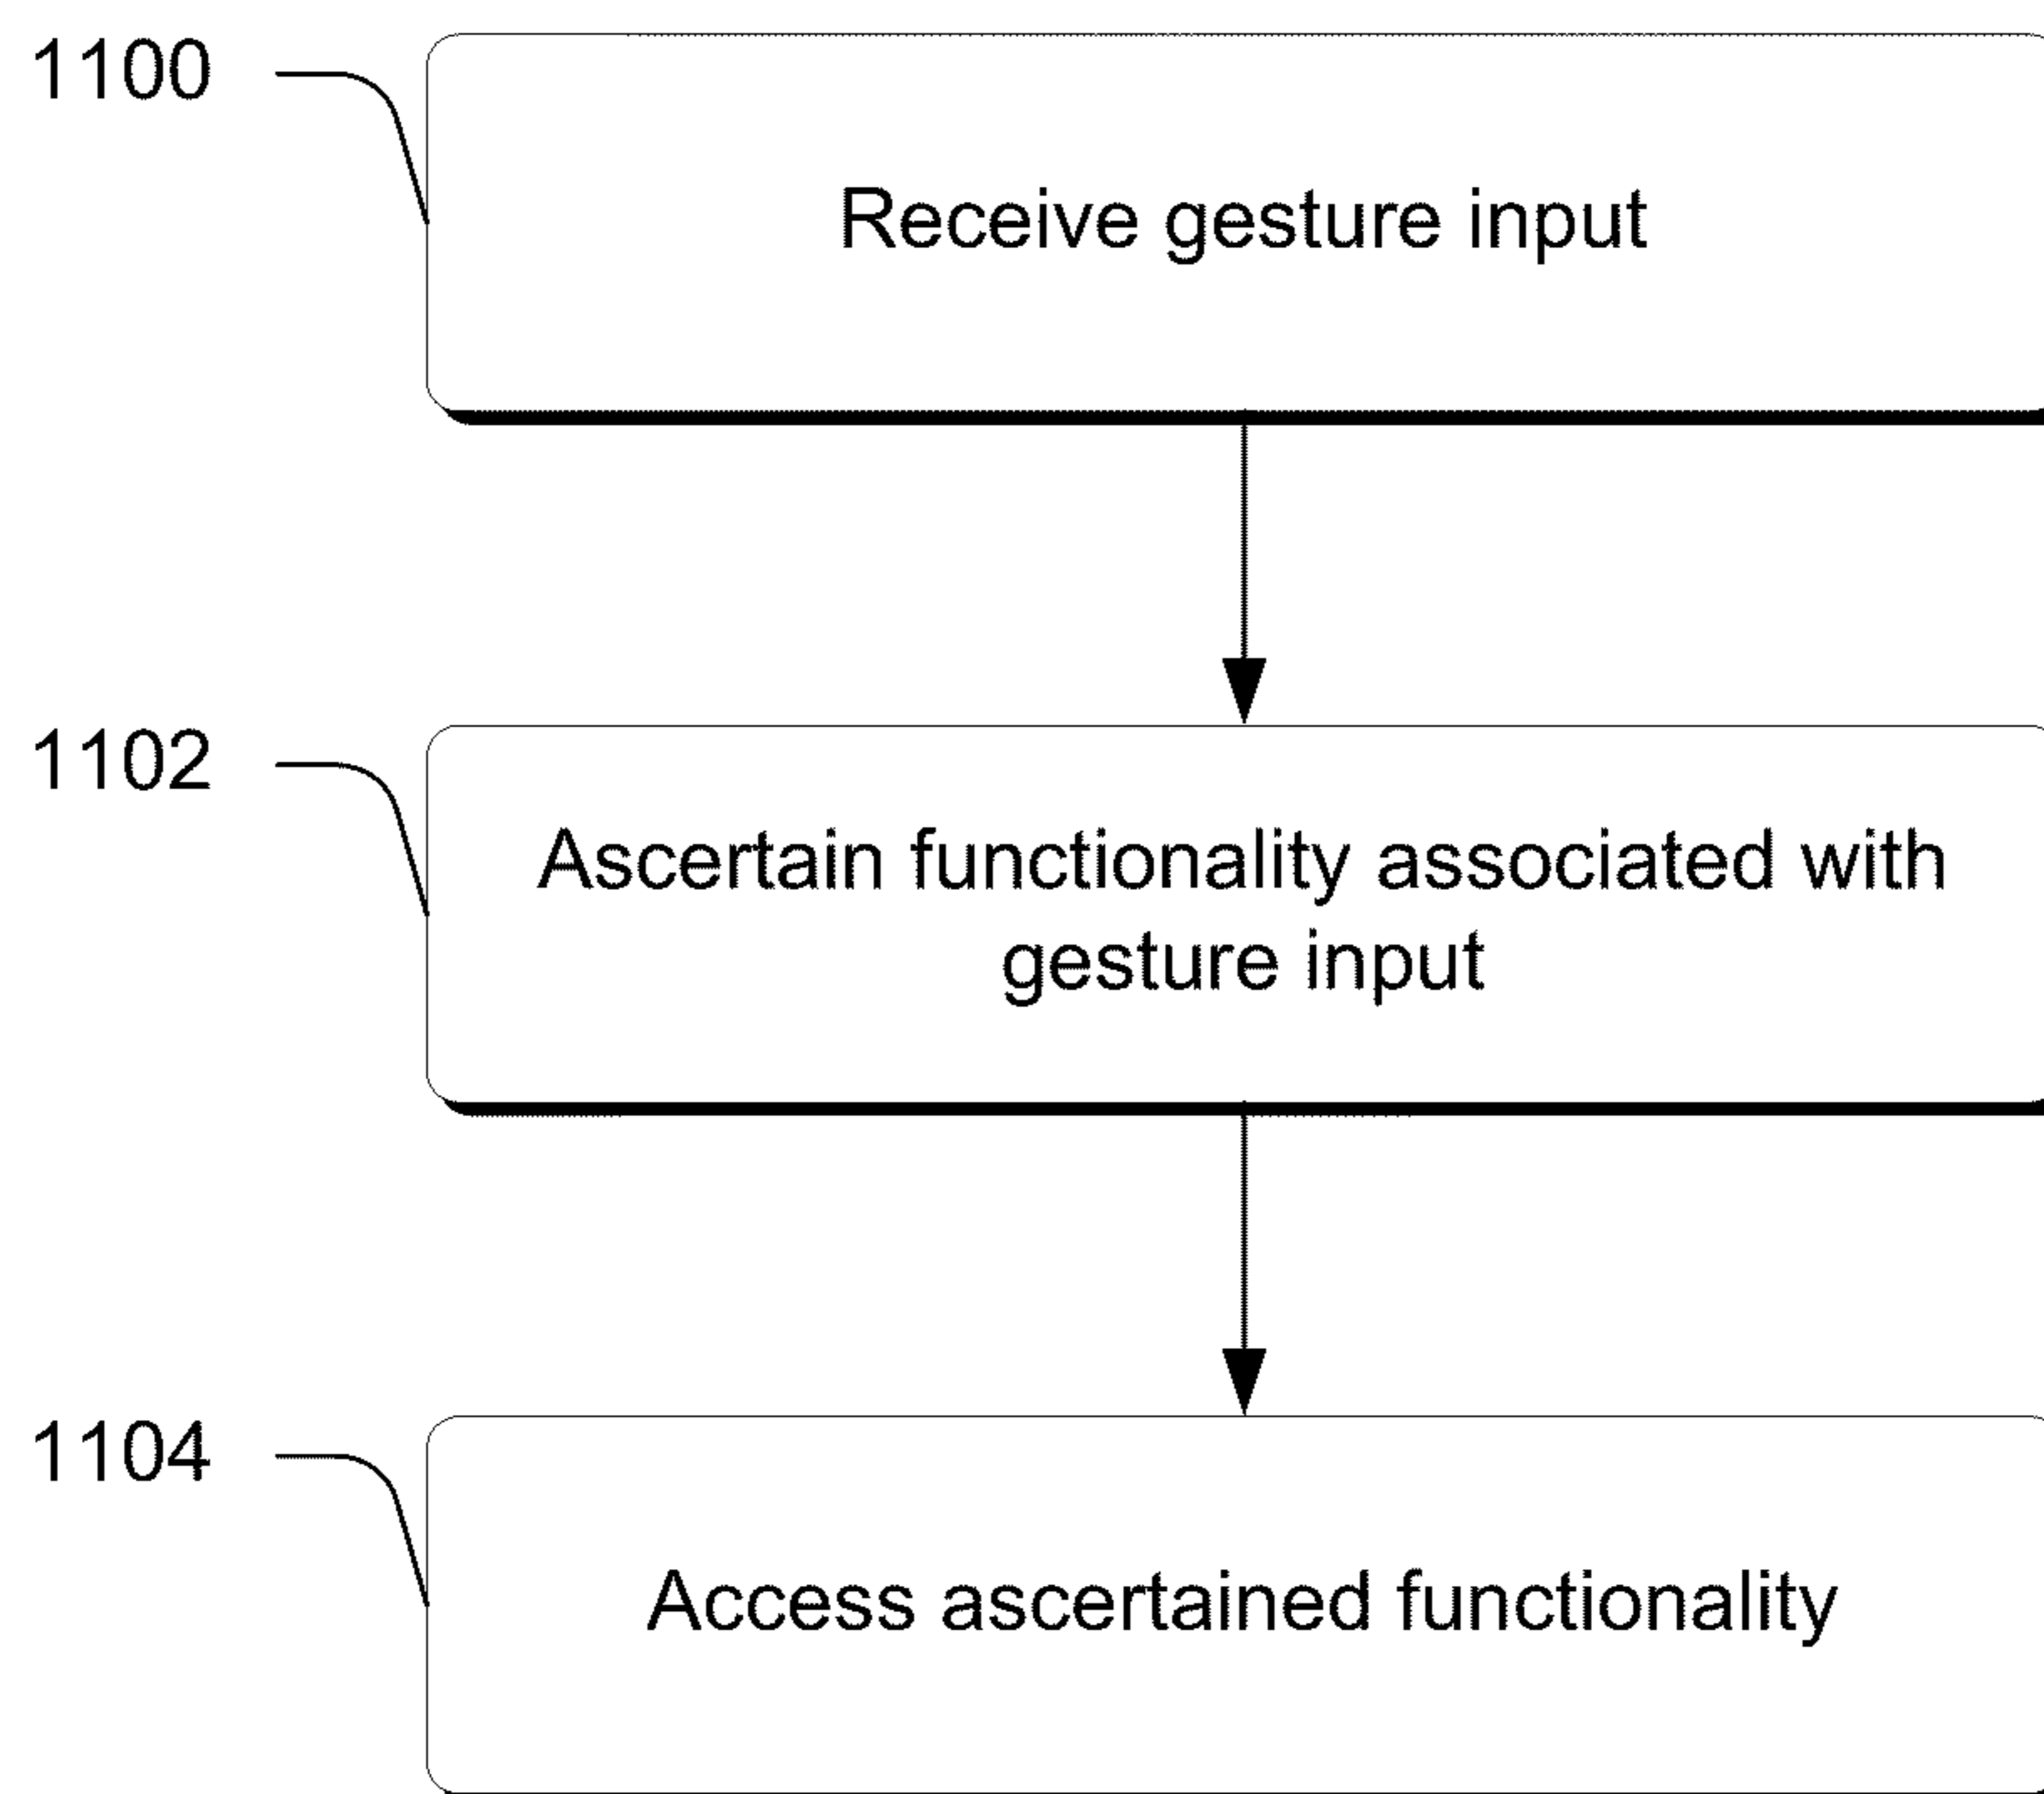 1100
Receive gesture input
1102
Ascertain functionality associated with
gesture input
1104
Access ascertained functionality